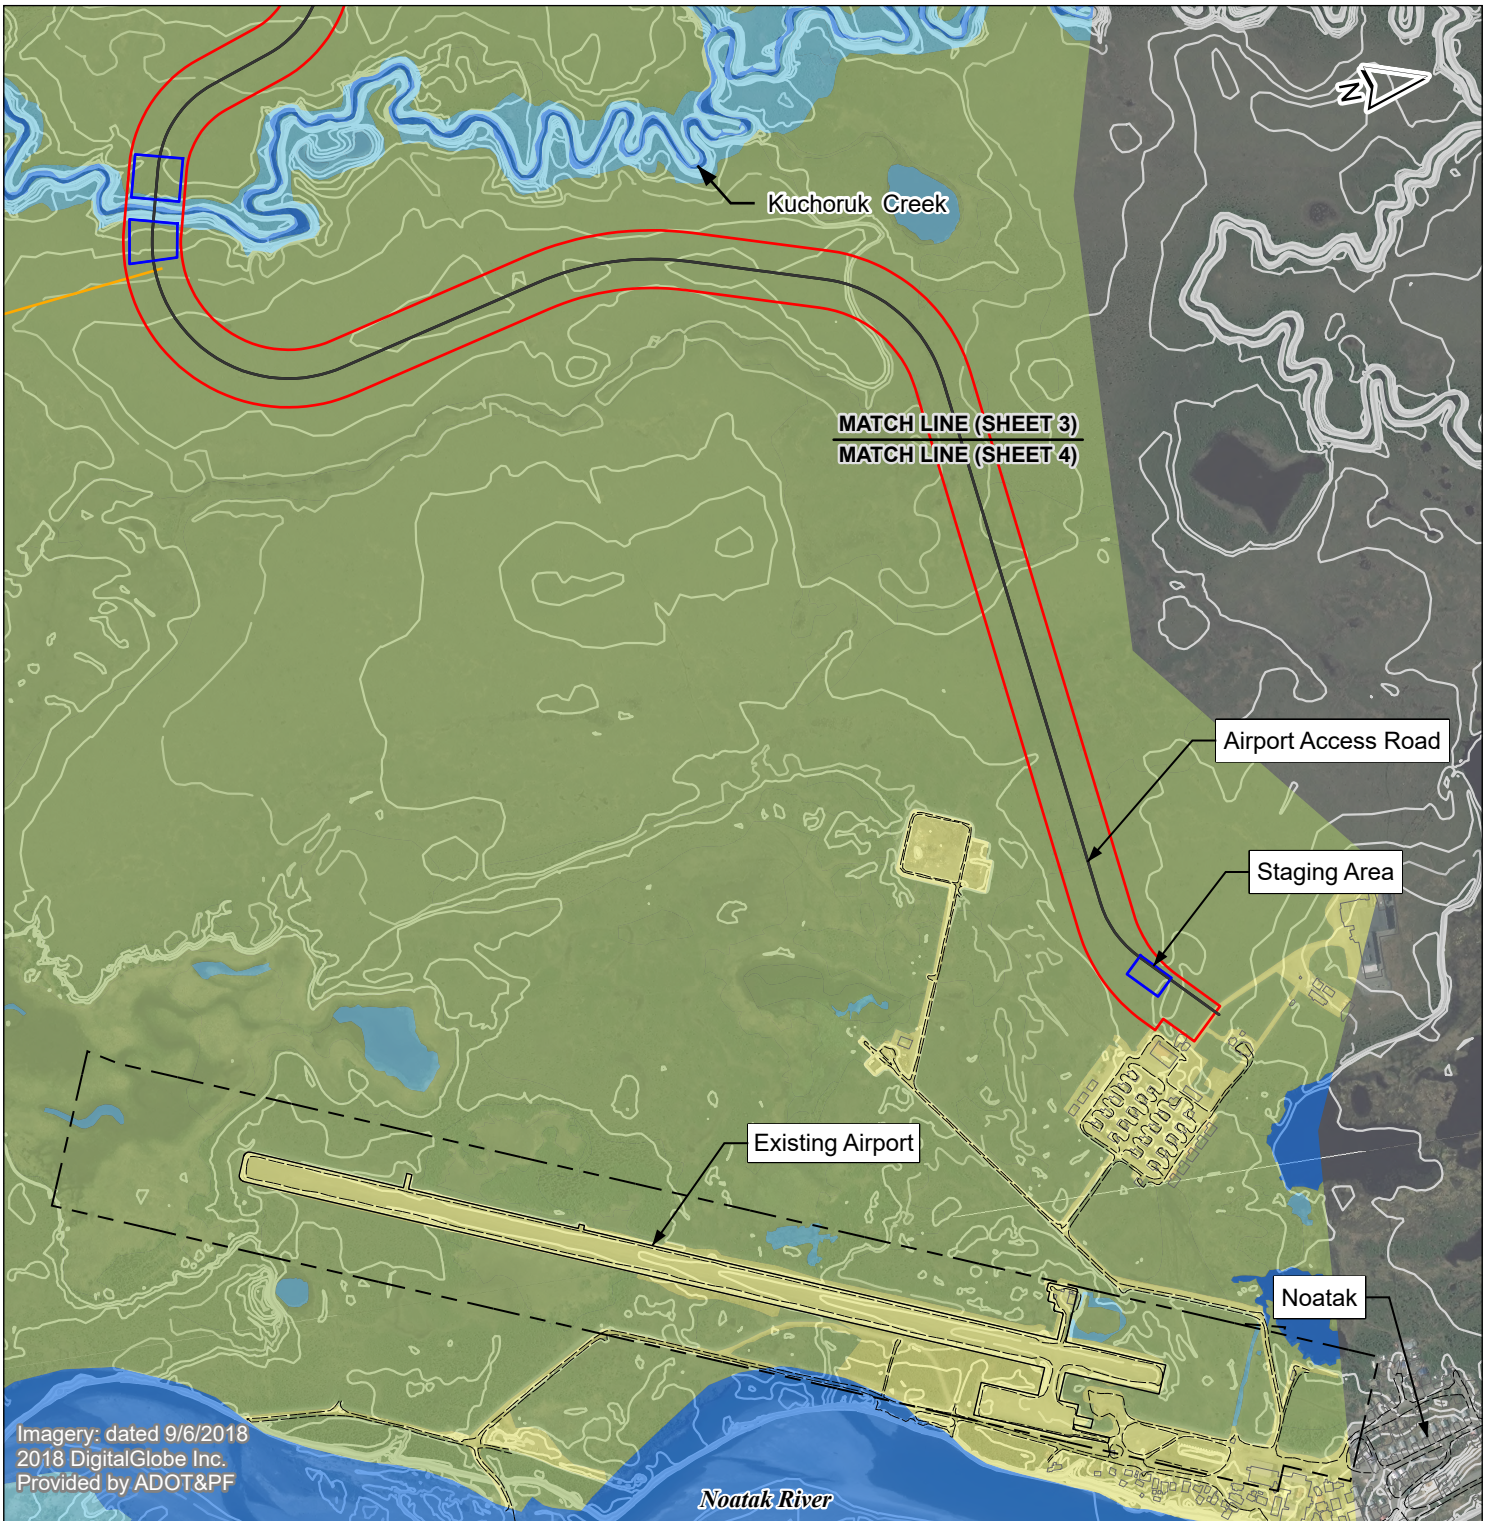 N
Kuchoruk Creek
MATCH LINE (SHEET 3)
MATCH LINE (SHEET 4)
Airport Access Road
Staging Area
Existing Airport
Noatak
Imagery: dated 9/6/2018
2018 DigitalGlobe Inc.
Provided by ADOT&PF
Noatak River